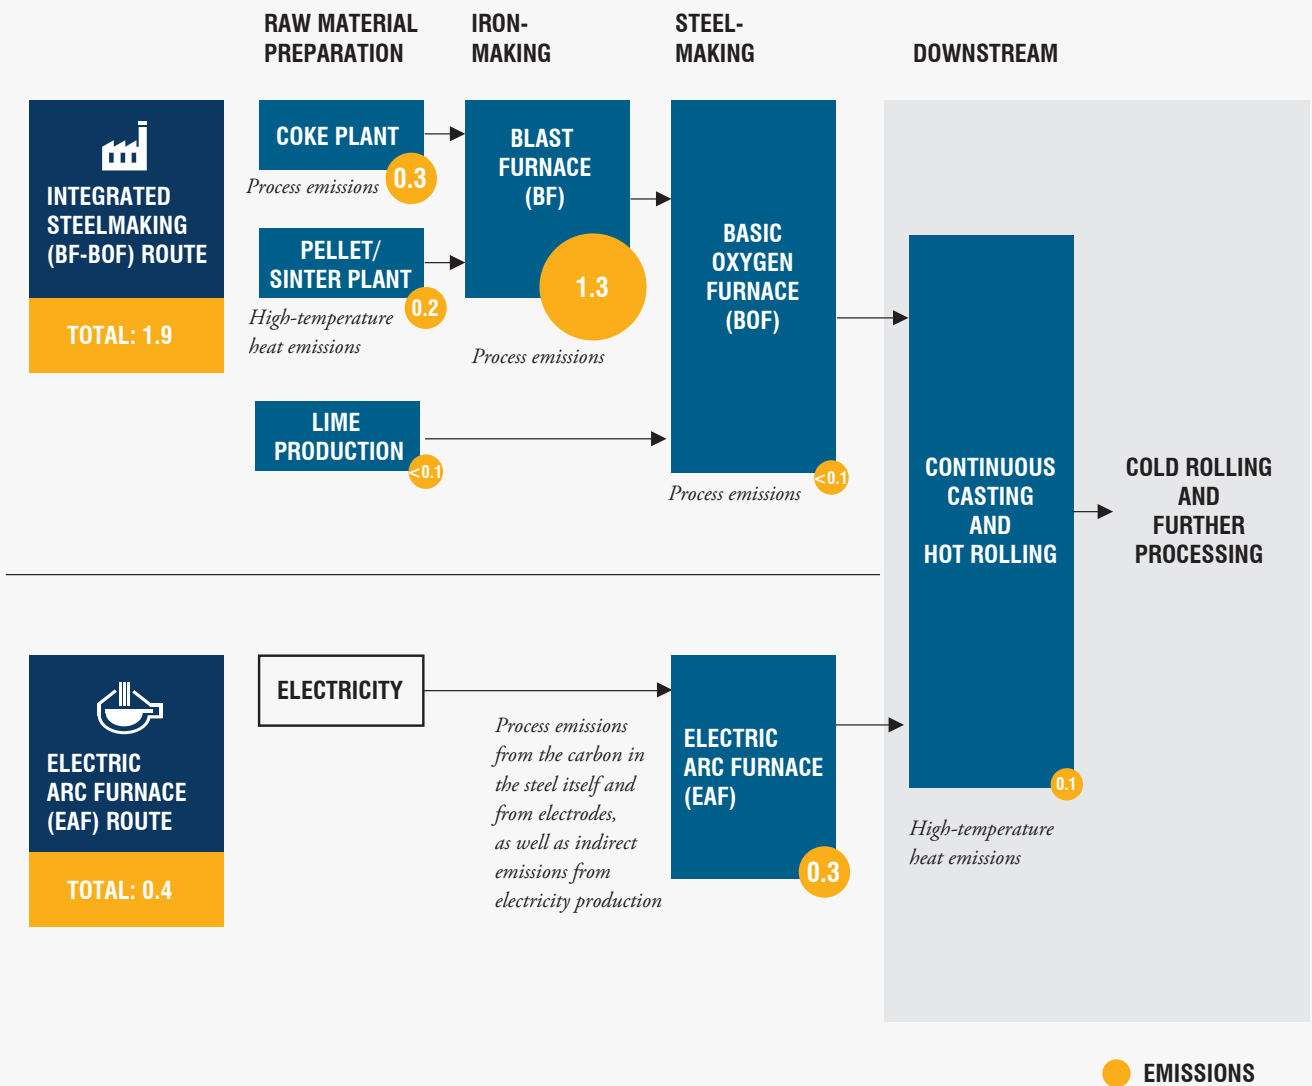 RAW MATERIAL
PREPARATION
IRON-
MAKING
STEEL-
MAKING
DOWNSTREAM
INTEGRATED
STEELMAKING
(BF-BOF) ROUTE
TOTAL: 1.9
COKE PLANT
0.3
Process emissions
PELLET/
SINTER PLANT
0.2
High-temperature
heat emissions
LIME
PRODUCTION
<0.1
BLAST
FURNACE
(BF)
1.3
Process emissions
BASIC
OXYGEN
FURNACE
(BOF)
<0.1
Process emissions
CONTINUOUS
CASTING
AND
HOT ROLLING
0.1
High-temperature
heat emissions
COLD ROLLING
AND
FURTHER
PROCESSING
ELECTRIC
ARC FURNACE
(EAF) ROUTE
TOTAL: 0.4
ELECTRICITY
Process emissions
from the carbon in
the steel itself and
from electrodes,
as well as indirect
emissions from
electricity production
ELECTRIC
ARC FURNACE
(EAF)
0.3
EMISSIONS